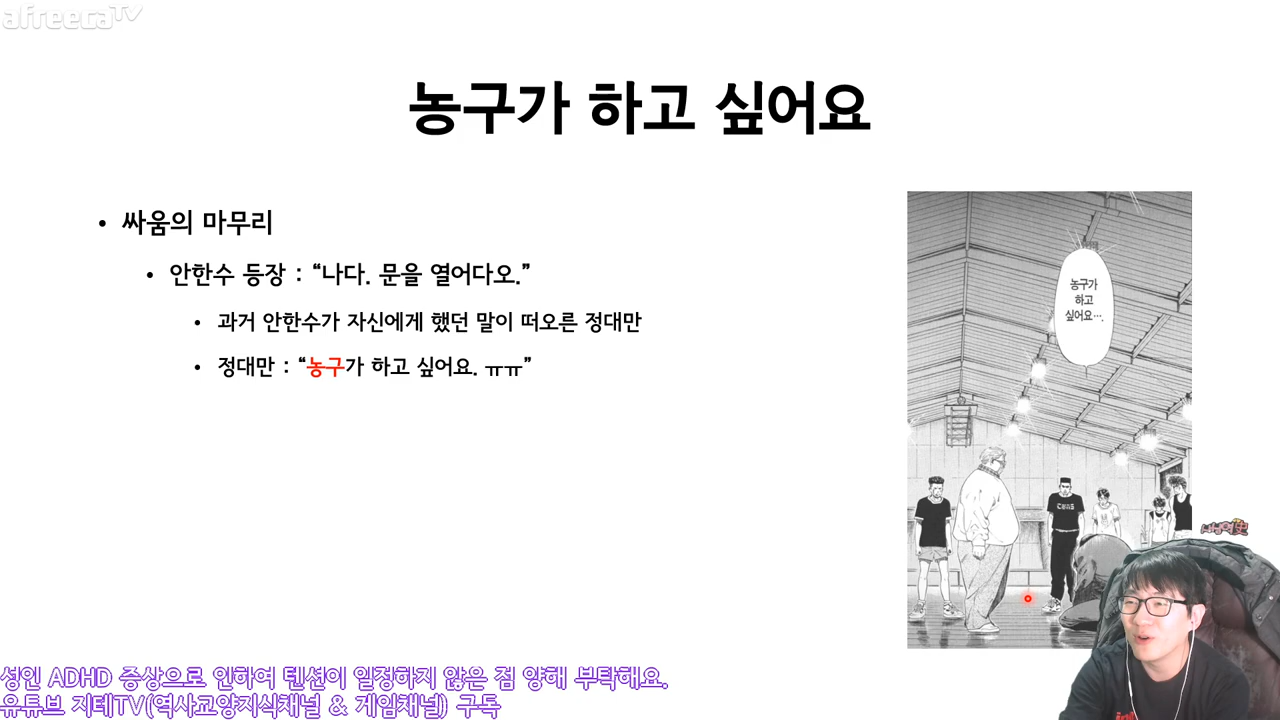 afreecaTV
농구가 하고 싶어요
• 싸움의 마무리
• 안한수 등장 : “나다. 문을 열어다오.”
• 과거 안한수가 자신에게 했던 말이 떠오른 정대만
• 정대만 : “농구가 하고 싶어요. ㅠㅠ”
농구가
하고
싶어요….
성인 ADHD 증상으로 인하여 텐션이 일정하지 않은 점 양해 부탁해요.
유튜브 지테TV(역사교양지식채널 & 게임채널) 구독